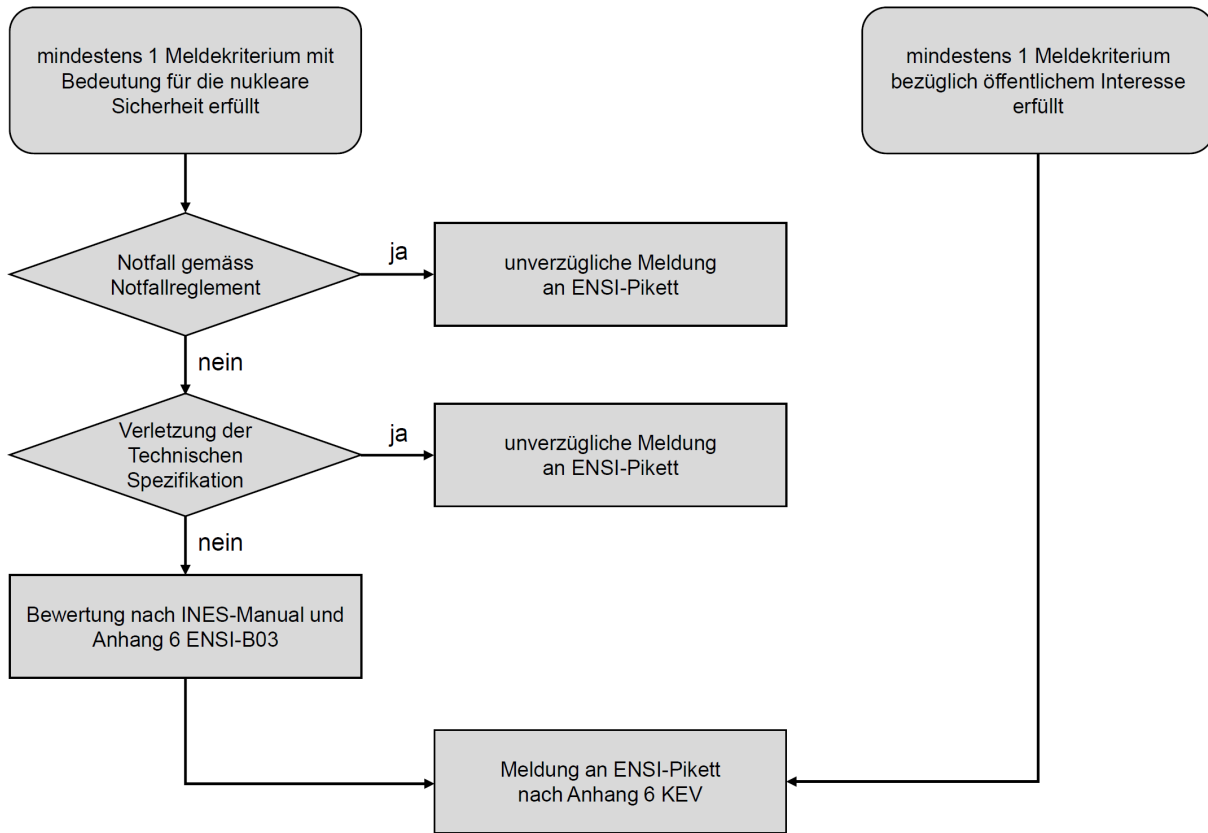 mindestens 1 Meldekriterium mit
Bedeutung für die nukleare
Sicherheit erfüllt
mindestens 1 Meldekriterium
bezüglich öffentlichem Interesse
erfüllt
Notfall gemäss
Notfallreglement
ja
unverzügliche Meldung
an ENSI-Pikett
nein
Verletzung der
Technischen
Spezifikation
ja
unverzügliche Meldung
an ENSI-Pikett
nein
Bewertung nach INES-Manual und
Anhang 6 ENSI-B03
Meldung an ENSI-Pikett
nach Anhang 6 KEV